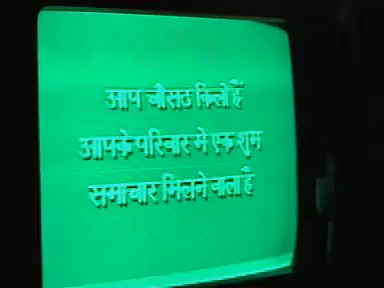 आप चौसठ किलो हैं
आपके परिवार मे एक शुभ
समाचार मिलने वाला है